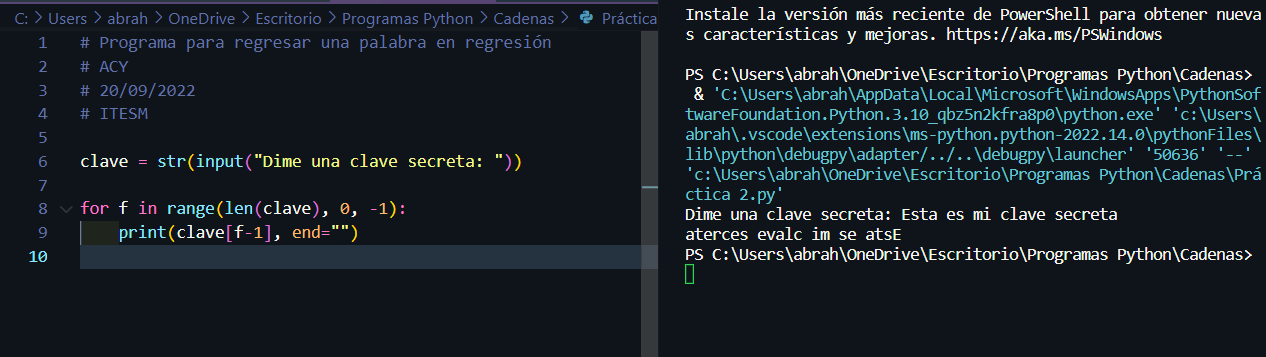 C: > Users > abrah > OneDrive > Escritorio > Programas Python > Cadenas > Práctica
1 # Programa para regresar una palabra en regresión
2 # ACY
3 # 20/09/2022
4 # ITESM
5
6 clave = str(input("Dime una clave secreta: "))
7
8 for f in range(len(clave), 0, -1):
9 print(clave[f-1], end="")
10
Instale la versión más reciente de PowerShell para obtener nueva
s características y mejoras. https://aka.ms/PSWindows
PS C:\Users\abrah\OneDrive\Escritorio\Programas Python\Cadenas>
& 'C:\Users\abrah\AppData\Local\Microsoft\WindowsApps\PythonSof
twareFoundation.Python.3.10_qbz5n2kfra8p0\python.exe' 'c:\Users\
abrah\.vscode\extensions\ms-python.python-2022.14.0\pythonFiles\
lib\python\debugpy\adapter/../..\debugpy\launcher' '50636' '--'
'c:\Users\abrah\OneDrive\Escritorio\Programas Python\Cadenas\Prá
ctica 2.py'
Dime una clave secreta: Esta es mi clave secreta
aterces evalc im se atsE
PS C:\Users\abrah\OneDrive\Escritorio\Programas Python\Cadenas>